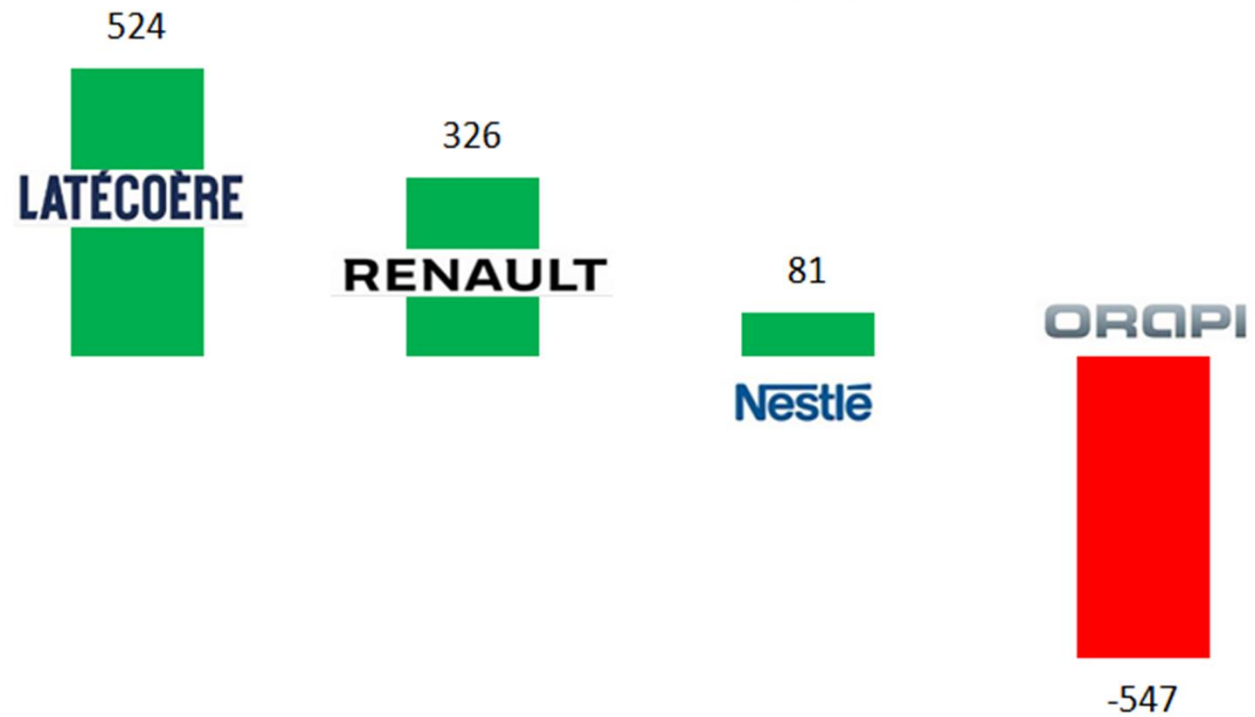 524
LATÉCOÈRE
326
RENAULT
81
Nestlé
ORAPI
-547